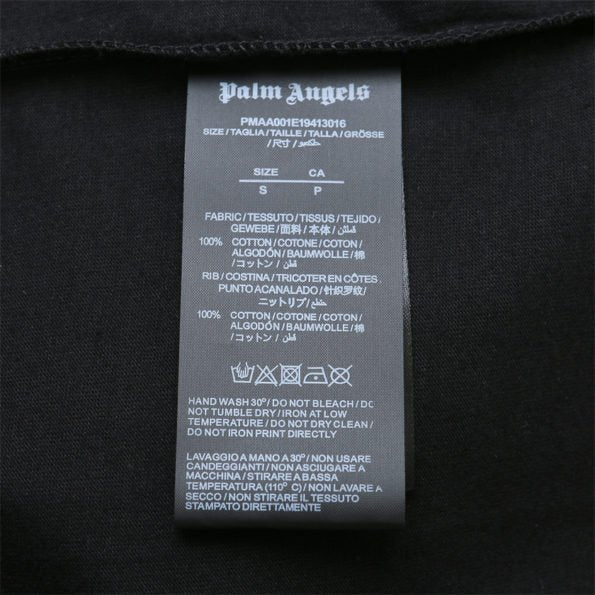 Palm Angels
PMAA001E19413016
SIZE/TAGLIA/TAILLE/TALLA/GRÖSSE
SIZE CA
S P
FABRIC/TESSUTO/TISSUS/TEJIDO/
GEWEBE/面料/本体/ قطن
100% COTTON/COTONE/COTON/
ALGODÓN/BAUMWOLLE/棉
/コットン/ قطن
RIB/COSTINA/TRICOTER EN CÔTES
PUNTO ACANALADO/针织罗纹/
ニットリブ/
100% COTTON/COTONE/COTON/
ALGODÓN/BAUMWOLLE/棉
/コットン/ قطن
HAND WASH 30°/DO NOT BLEACH/DO
NOT TUMBLE DRY/IRON AT LOW
TEMPERATURE/DO NOT DRY CLEAN/
DO NOT IRON PRINT DIRECTLY
LAVAGGIO A MANO A 30°/NON USARE
CANDEGGIANTI/NON ASCIUGARE A
MACCHINA/STIRARE A BASSA
TEMPERATURA (110° C)/NON LAVARE A
SECCO/NON STIRARE IL TESSUTO
STAMPATO DIRETTAMENTE